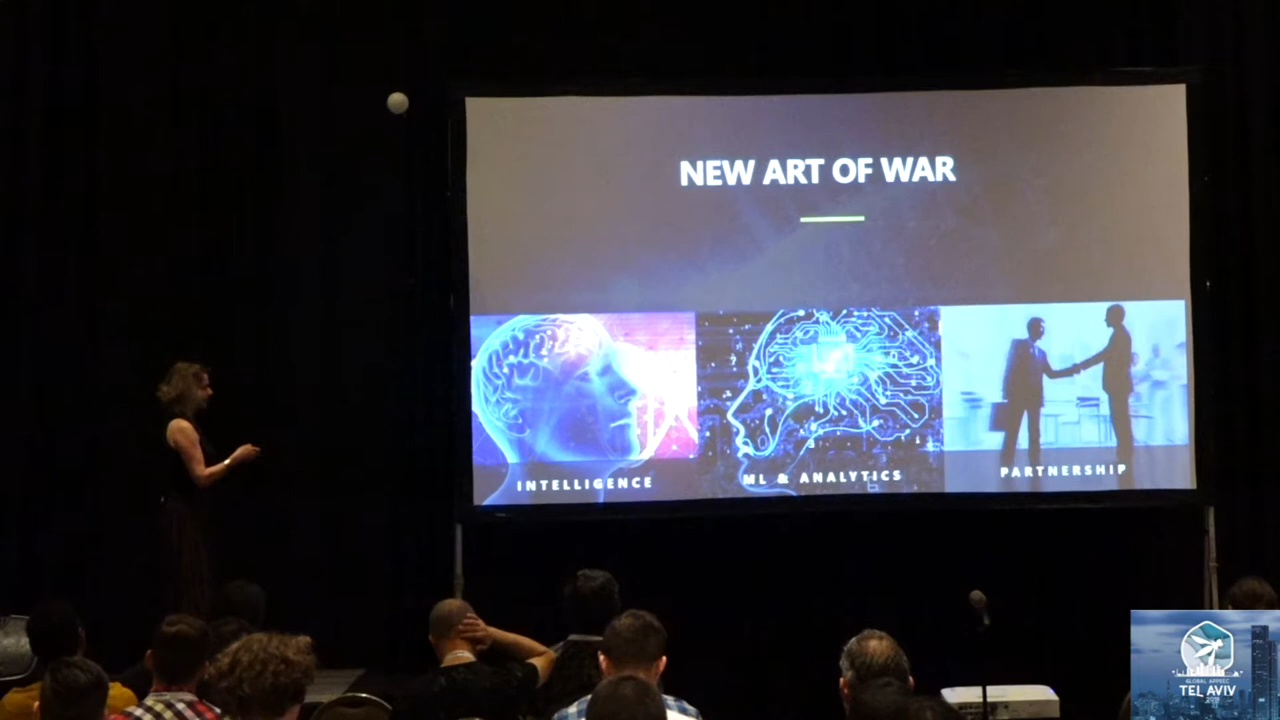 NEW ART OF WAR
INTELLIGENCE
ML & ANALYTICS
PARTNERSHIP
GLOBAL APPSEC
TEL AVIV